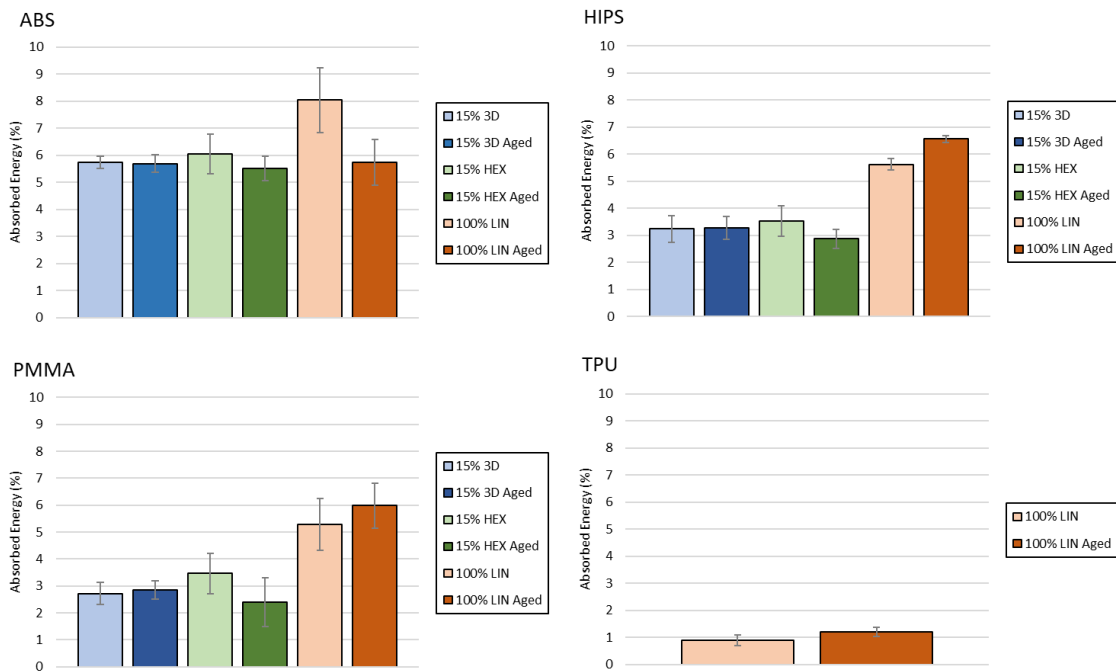 ABS
10
9
8
7
6
5
4
3
2
1
0
Absorbed Energy (%)
15% 3D
15% 3D Aged
15% HEX
15% HEX Aged
100% LIN
100% LIN Aged
HIPS
10
9
8
7
6
5
4
3
2
1
0
Absorbed Energy (%)
15% 3D
15% 3D Aged
15% HEX
15% HEX Aged
100% LIN
100% LIN Aged
PMMA
10
9
8
7
6
5
4
3
2
1
0
Absorbed Energy (%)
15% 3D
15% 3D Aged
15% HEX
15% HEX Aged
100% LIN
100% LIN Aged
TPU
10
9
8
7
6
5
4
3
2
1
0
Absorbed Energy (%)
100% LIN
100% LIN Aged